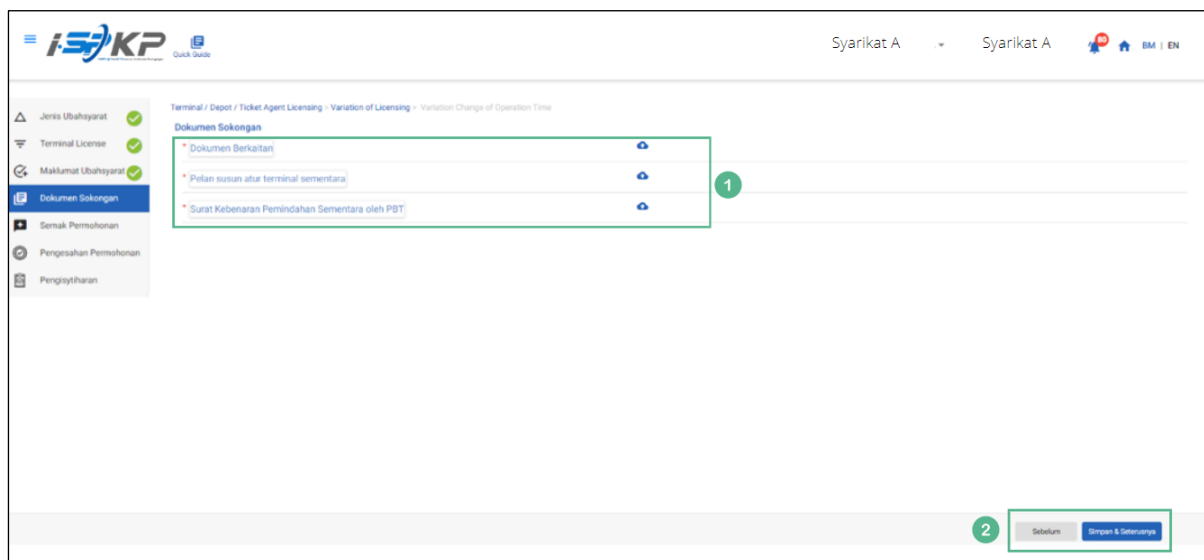 i-SPKP
Quick Guide
Syarikat A
Syarikat A
80
BM | EN
Jenis Ubahsyarat
Terminal License
Maklumat Ubahsyarat
Dokumen Sokongan
Semak Permohonan
Pengesahan Permohonan
Pengisytiharan
Terminal / Depot / Ticket Agent Licensing > Variation of Licensing > Variation Change of Operation Time
Dokumen Sokongan
* Dokumen Berkaitan
* Pelan susun atur terminal sementara
* Surat Kebenaran Pemindahan Sementara oleh PBT
1
2
Sebelum
Simpan & Seterusnya